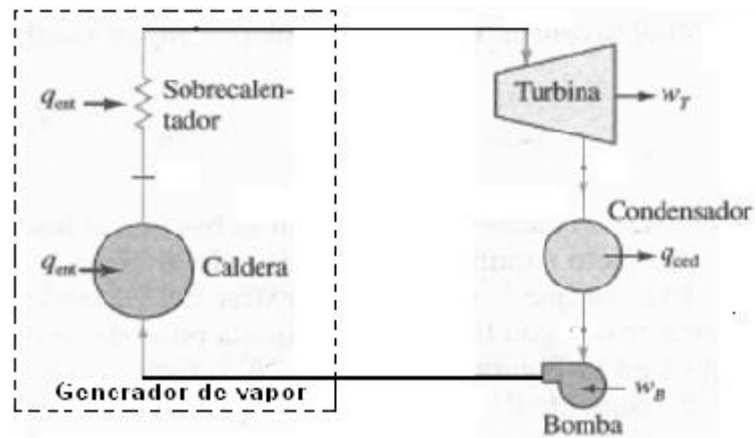 q_ent
Sobrecalen-
tador
Turbina
w_T
Condensador
q_ent
Caldera
q_ced
Generador de vapor
w_B
Bomba